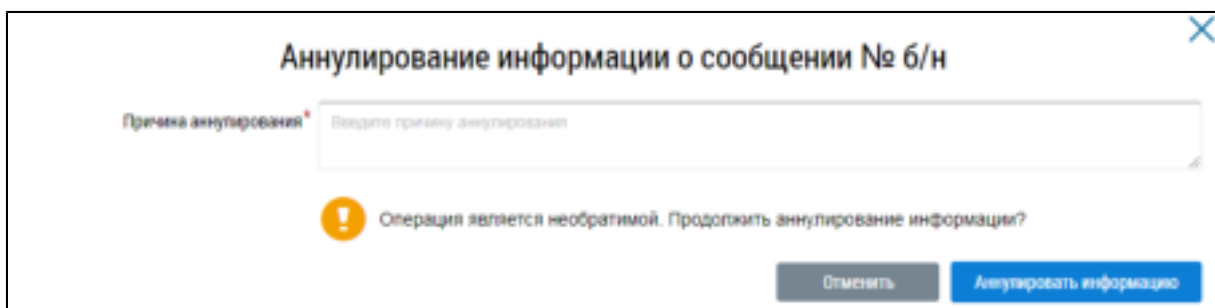 Аннулирование информации о сообщении № б/н
Причина аннулирования*
Введите причину аннулирования
Операция является необратимой. Продолжить аннулирование информации?
Отменить
Аннулировать информацию